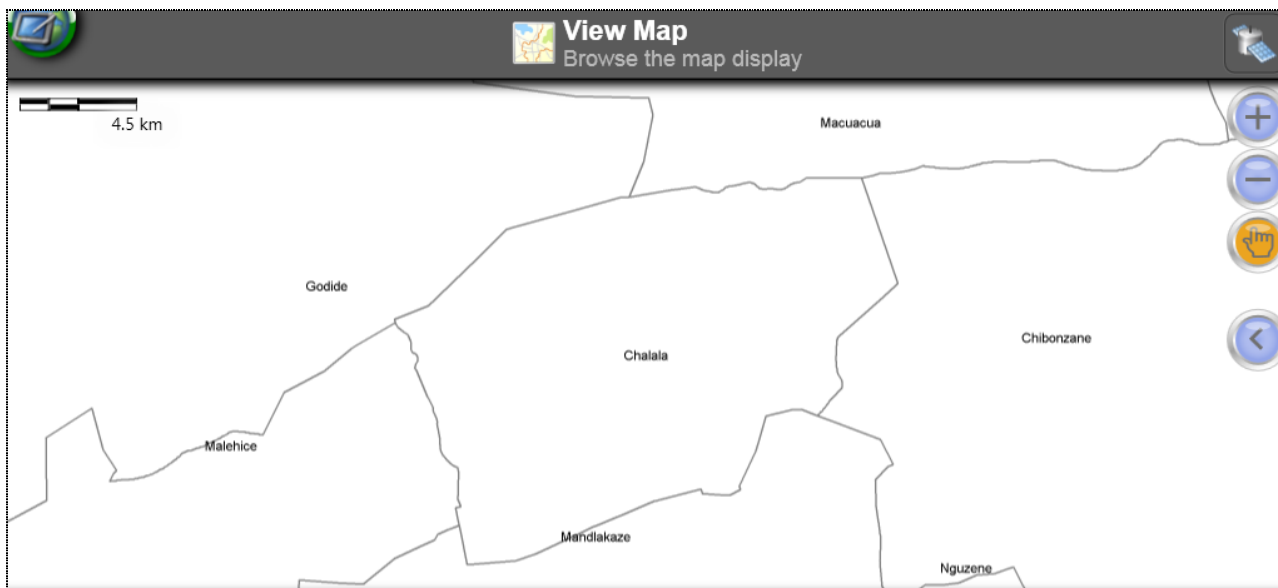 View Map
Browse the map display
4.5 km
Macuacua
Godide
Chibonzane
Chalala
Malehice
Mandlakaze
Nguzene